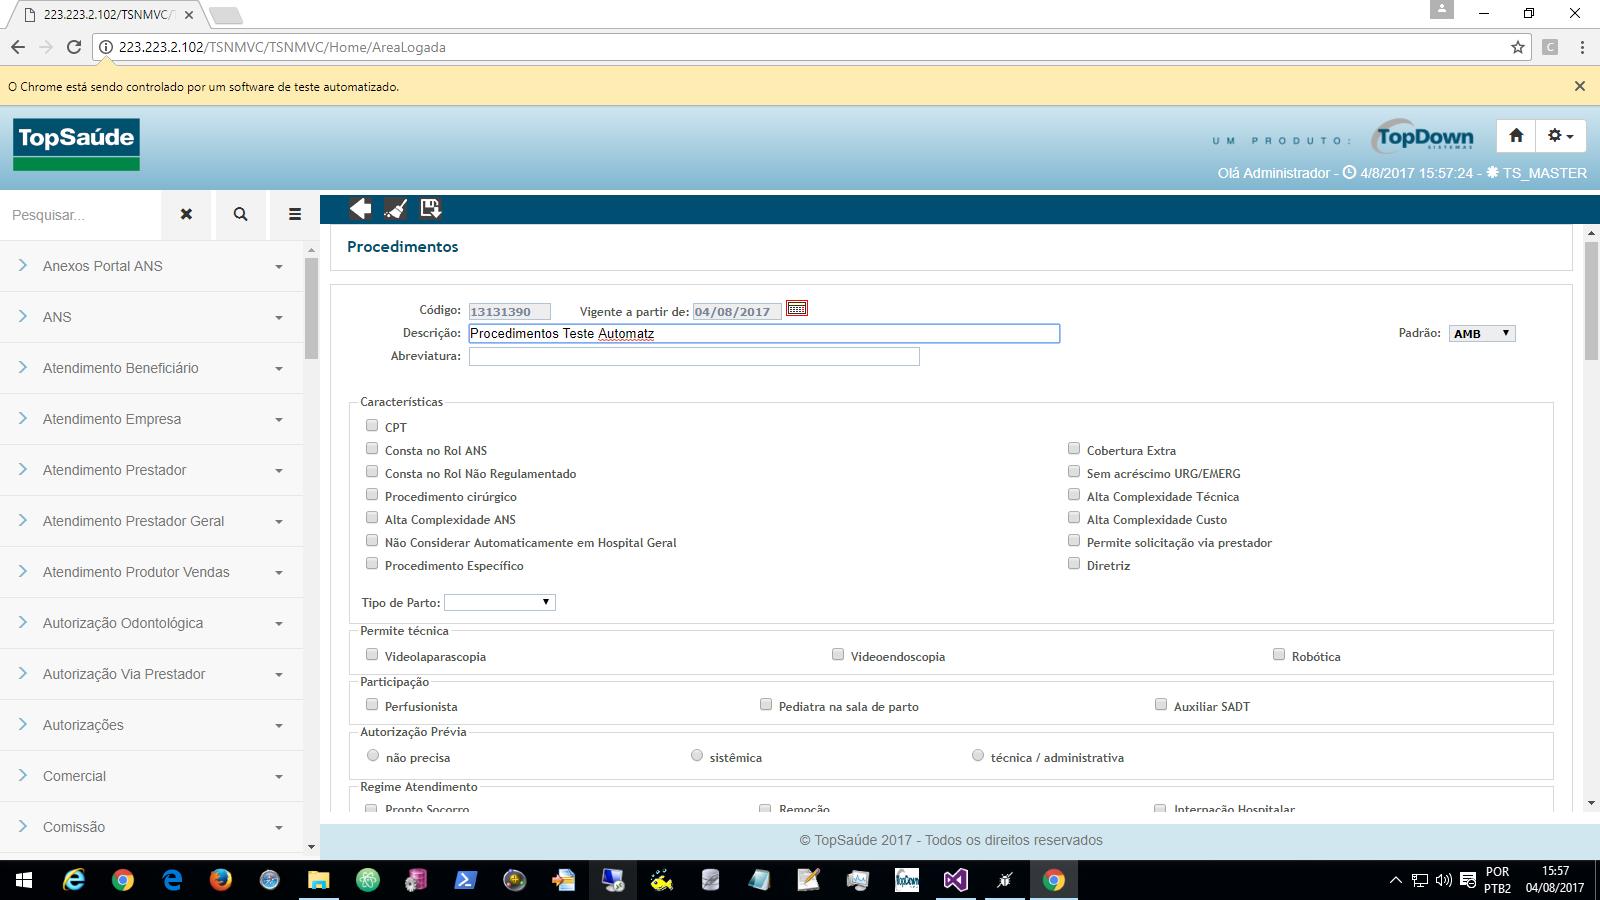 223.223.2.102/TSNMVC/T
223.223.2.102/TSNMVC/TSNMVC/Home/AreaLogada
C
O Chrome está sendo controlado por um software de teste automatizado.
TopSaúde
UM PRODUTO:
TopDown
SISTEMAS
Olá Administrador - 4/8/2017 15:57:24 - TS_MASTER
Pesquisar...
Anexos Portal ANS
ANS
Atendimento Beneficiário
Atendimento Empresa
Atendimento Prestador
Atendimento Prestador Geral
Atendimento Produtor Vendas
Autorização Odontológica
Autorização Via Prestador
Autorizações
Comercial
Comissão
Procedimentos
Código: 13131390 Vigente a partir de: 04/08/2017
Descrição: Procedimentos Teste Automatz Padrão: AMB
Abreviatura:
Características
CPT
Consta no Rol ANS Cobertura Extra
Consta no Rol Não Regulamentado Sem acréscimo URG/EMERG
Procedimento cirúrgico Alta Complexidade Técnica
Alta Complexidade ANS Alta Complexidade Custo
Não Considerar Automaticamente em Hospital Geral Permite solicitação via prestador
Procedimento Específico Diretriz
Tipo de Parto:
Permite técnica
Videolaparascopia Videoendoscopia Robótica
Participação
Perfusionista Pediatra na sala de parto Auxiliar SADT
Autorização Prévia
não precisa sistêmica técnica / administrativa
Regime Atendimento
Pronto Socorro Remoção Internação Hospitalar
© TopSaúde 2017 - Todos os direitos reservados
TopDown
POR
PTB2
15:57
04/08/2017